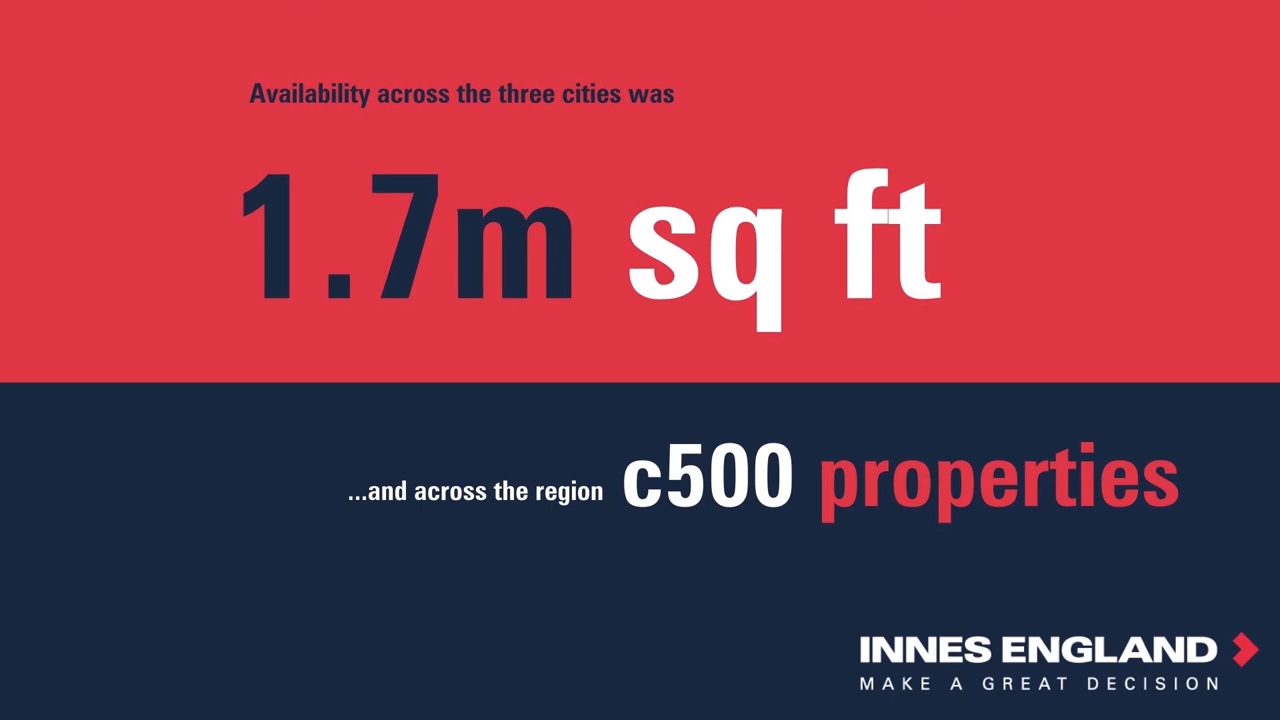 Availability across the three cities was
1.7m sq ft
...and across the region c500 properties
INNES ENGLAND
MAKE A GREAT DECISION